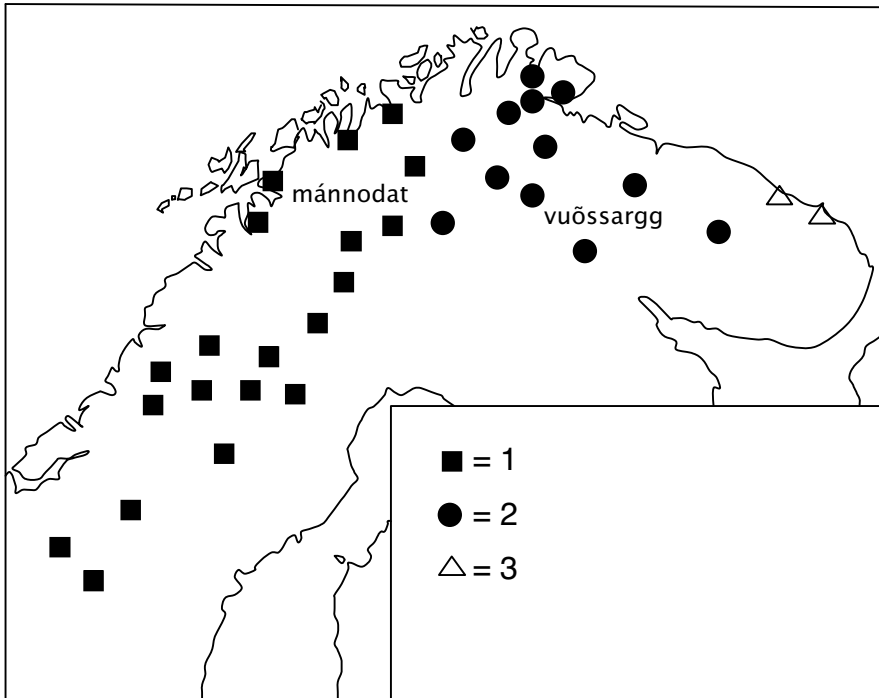 mánnodat
vuõssargg
■ = 1
● = 2
△ = 3